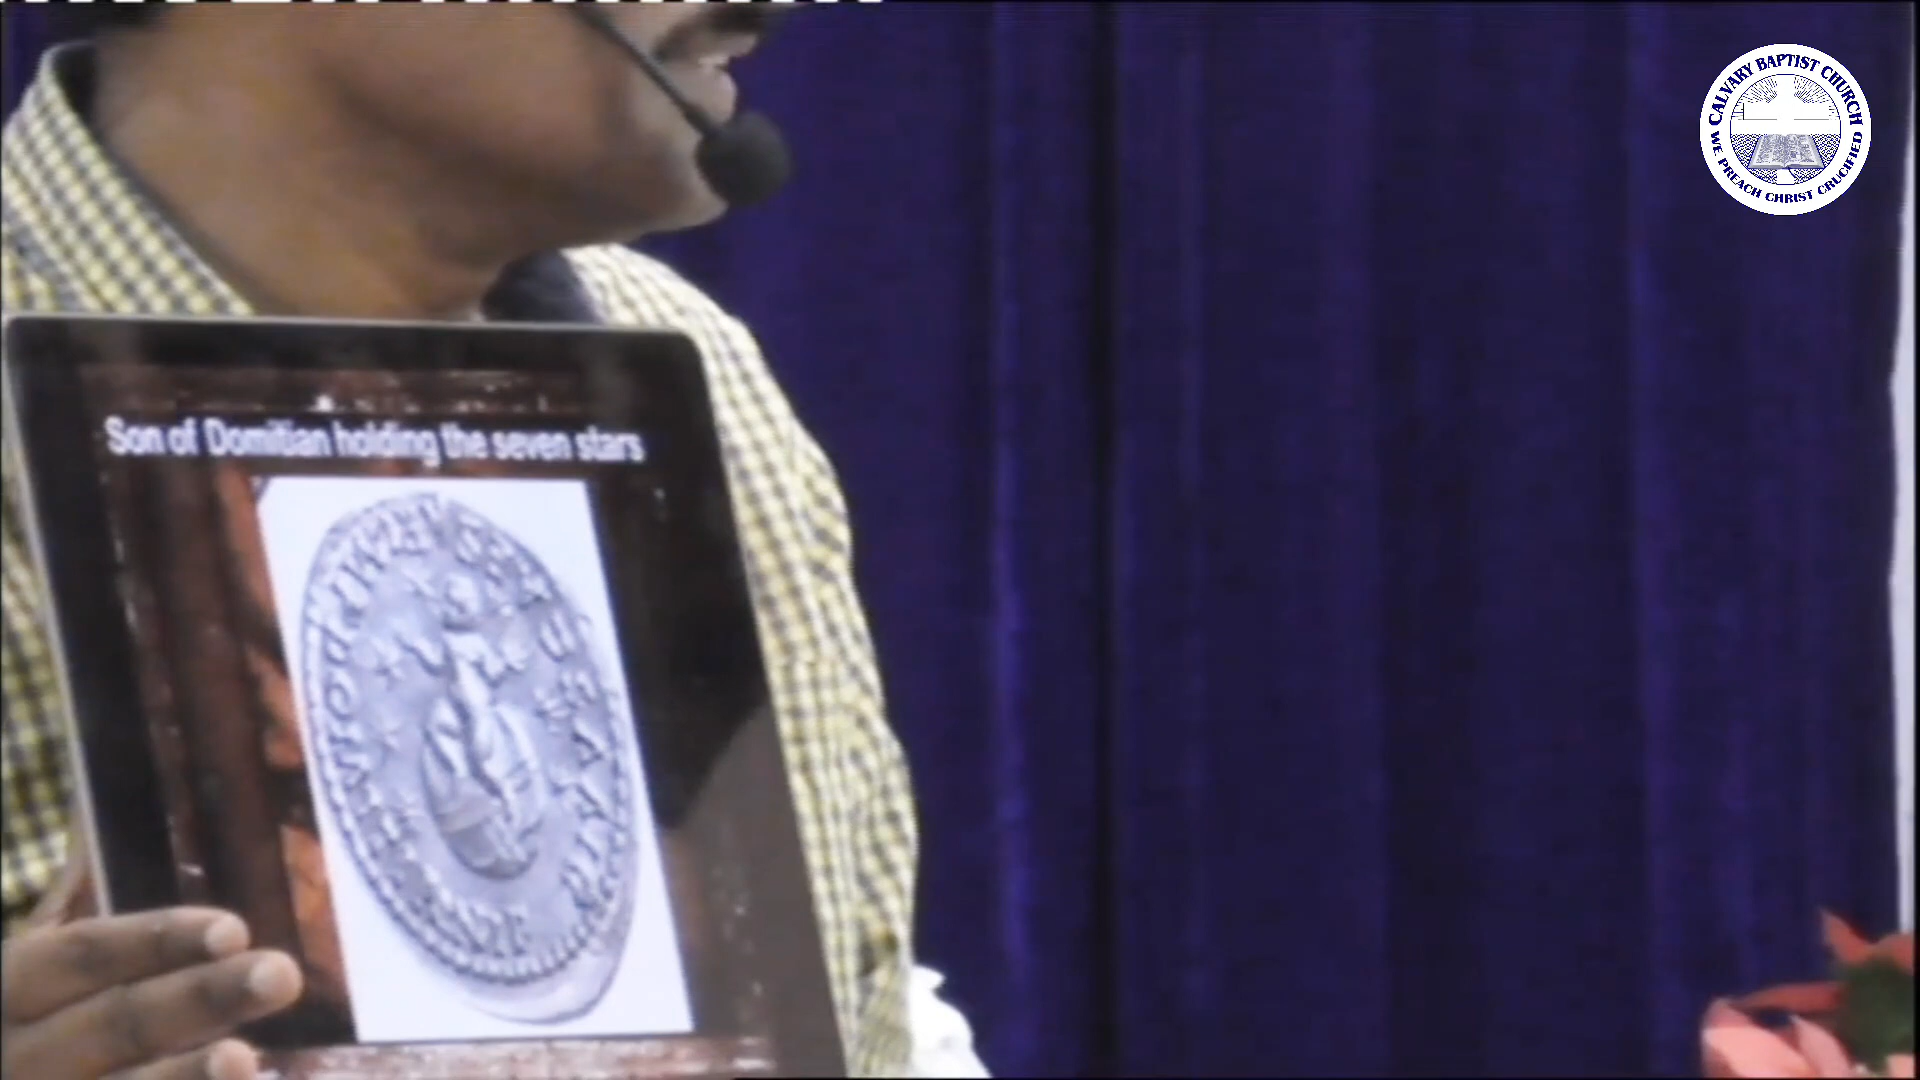 Son of Domitian holding the seven stars
CALVARY BAPTIST CHURCH
WE PREACH CHRIST CRUCIFIED